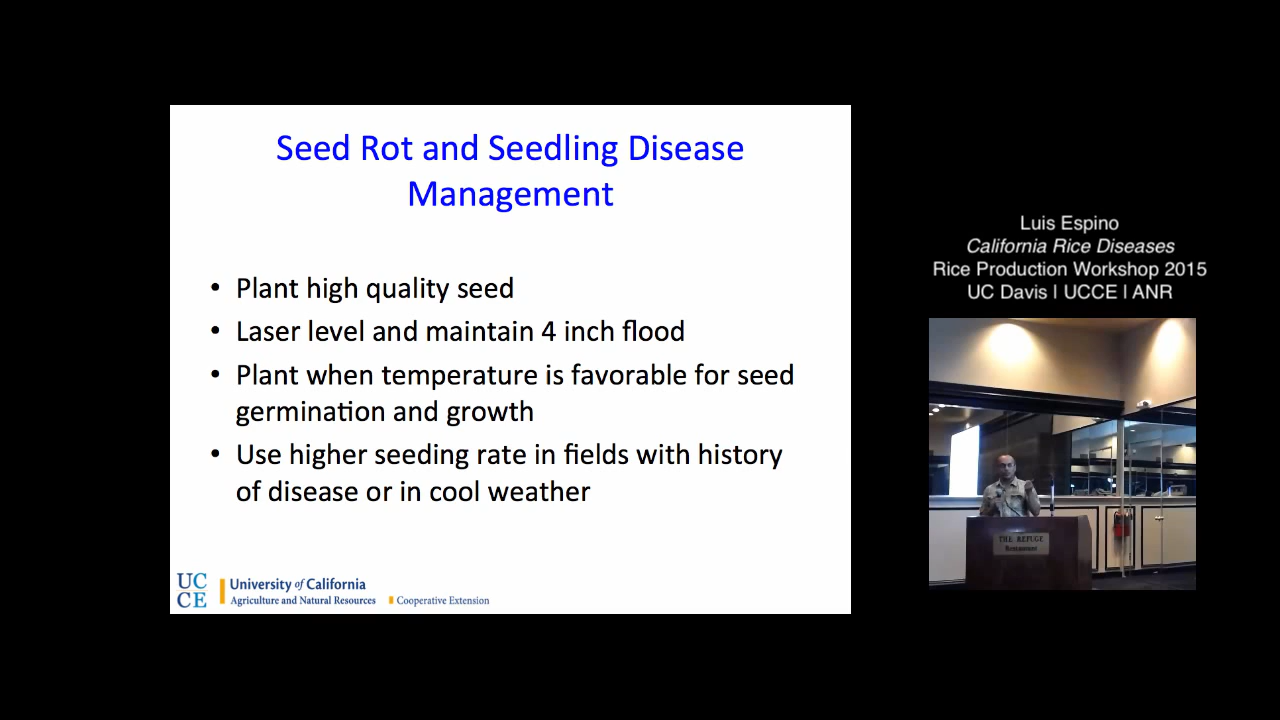 Seed Rot and Seedling Disease
Management
• Plant high quality seed
• Laser level and maintain 4 inch flood
• Plant when temperature is favorable for seed
germination and growth
• Use higher seeding rate in fields with history
of disease or in cool weather
UC
CE
University of California
Agriculture and Natural Resources
Cooperative Extension
Luis Espino
California Rice Diseases
Rice Production Workshop 2015
UC Davis | UCCE | ANR
THE REFUGE
Restaurant